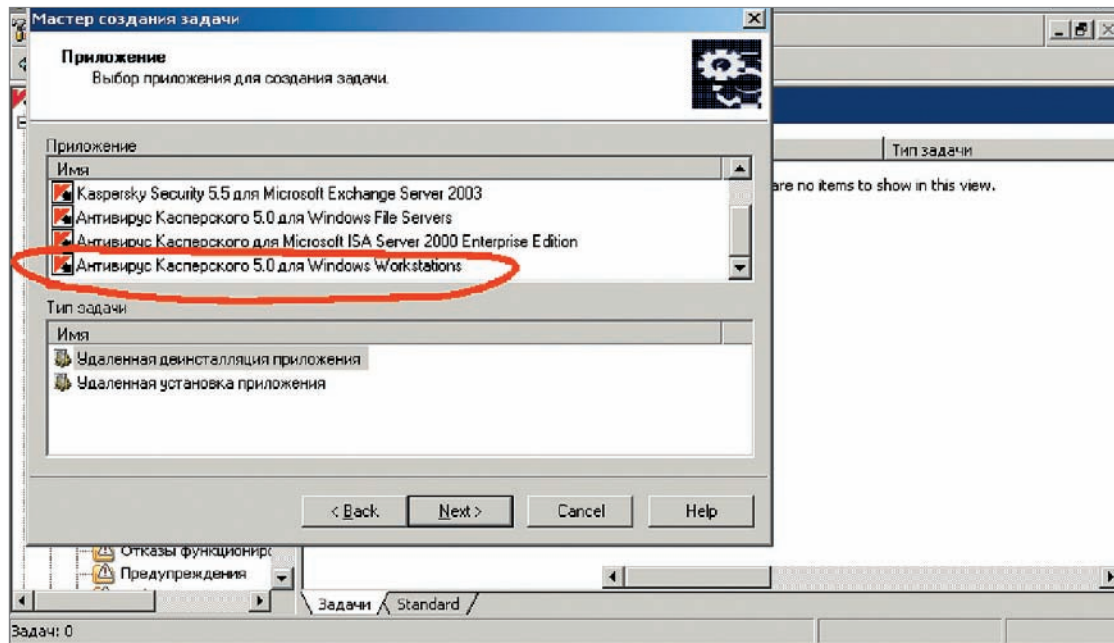 Мастер создания задачи
Приложение
Выбор приложения для создания задачи.
Приложение
Имя
Kaspersky Security 5.5 для Microsoft Exchange Server 2003
Антивирус Касперского 5.0 для Windows File Servers
Антивирус Касперского для Microsoft ISA Server 2000 Enterprise Edition
Антивирус Касперского 5.0 для Windows Workstations
Тип задачи
Имя
Удаленная деинсталляция приложения
Удаленная установка приложения
< Back
Next >
Cancel
Help
Тип задачи
are no items to show in this view.
Отказы функциониро
Предупреждения
Задачи
Standard
Задач: 0